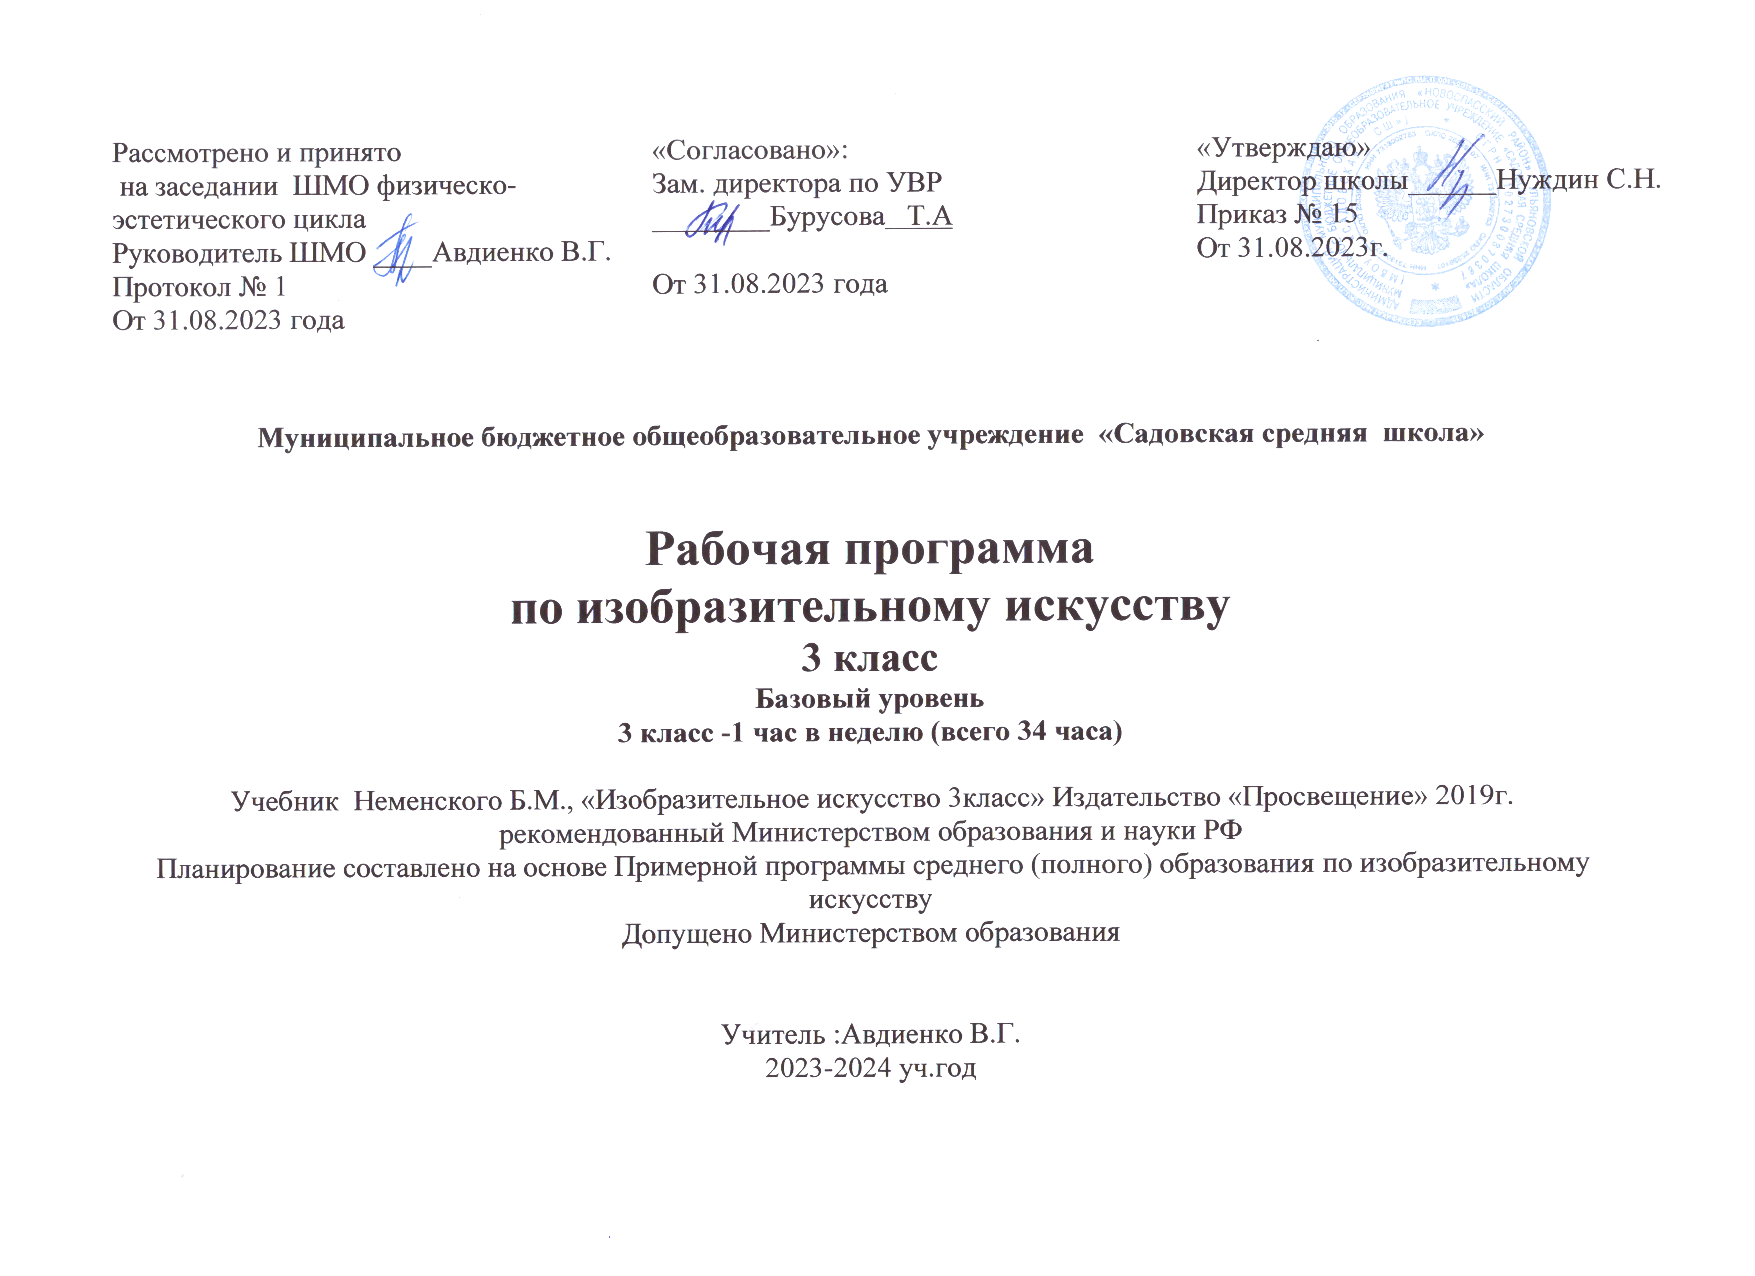 Рассмотрено и принято
на заседании ШМО физическо-
эстетического цикла
Руководитель ШМО ____Авдиенко В.Г.
Протокол № 1
От 31.08.2023 года
«Согласовано»:
Зам. директора по УВР
________Бурусова__Т.А
От 31.08.2023 года
«Утверждаю»
Директор школы______Нуждин С.Н.
Приказ № 15
От 31.08.2023г.
Муниципальное бюджетное общеобразовательное учреждение «Садовская средняя школа»
Рабочая программа
по изобразительному искусству
3 класс
Базовый уровень
3 класс -1 час в неделю (всего 34 часа)
Учебник Неменского Б.М., «Изобразительное искусство 3класс» Издательство «Просвещение» 2019г.
рекомендованный Министерством образования и науки РФ
Планирование составлено на основе Примерной программы среднего (полного) образования по изобразительному
искусству
Допущено Министерством образования
Учитель :Авдиенко В.Г.
2023-2024 уч.год